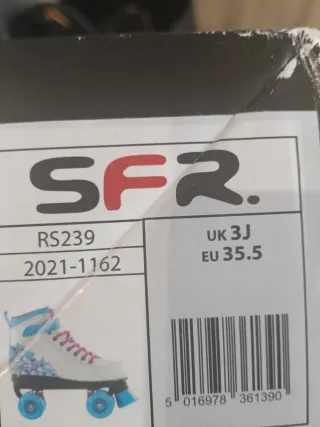 SFR.
RS239
2021-1162
UK 3J
EU 35.5
5 016978 361390